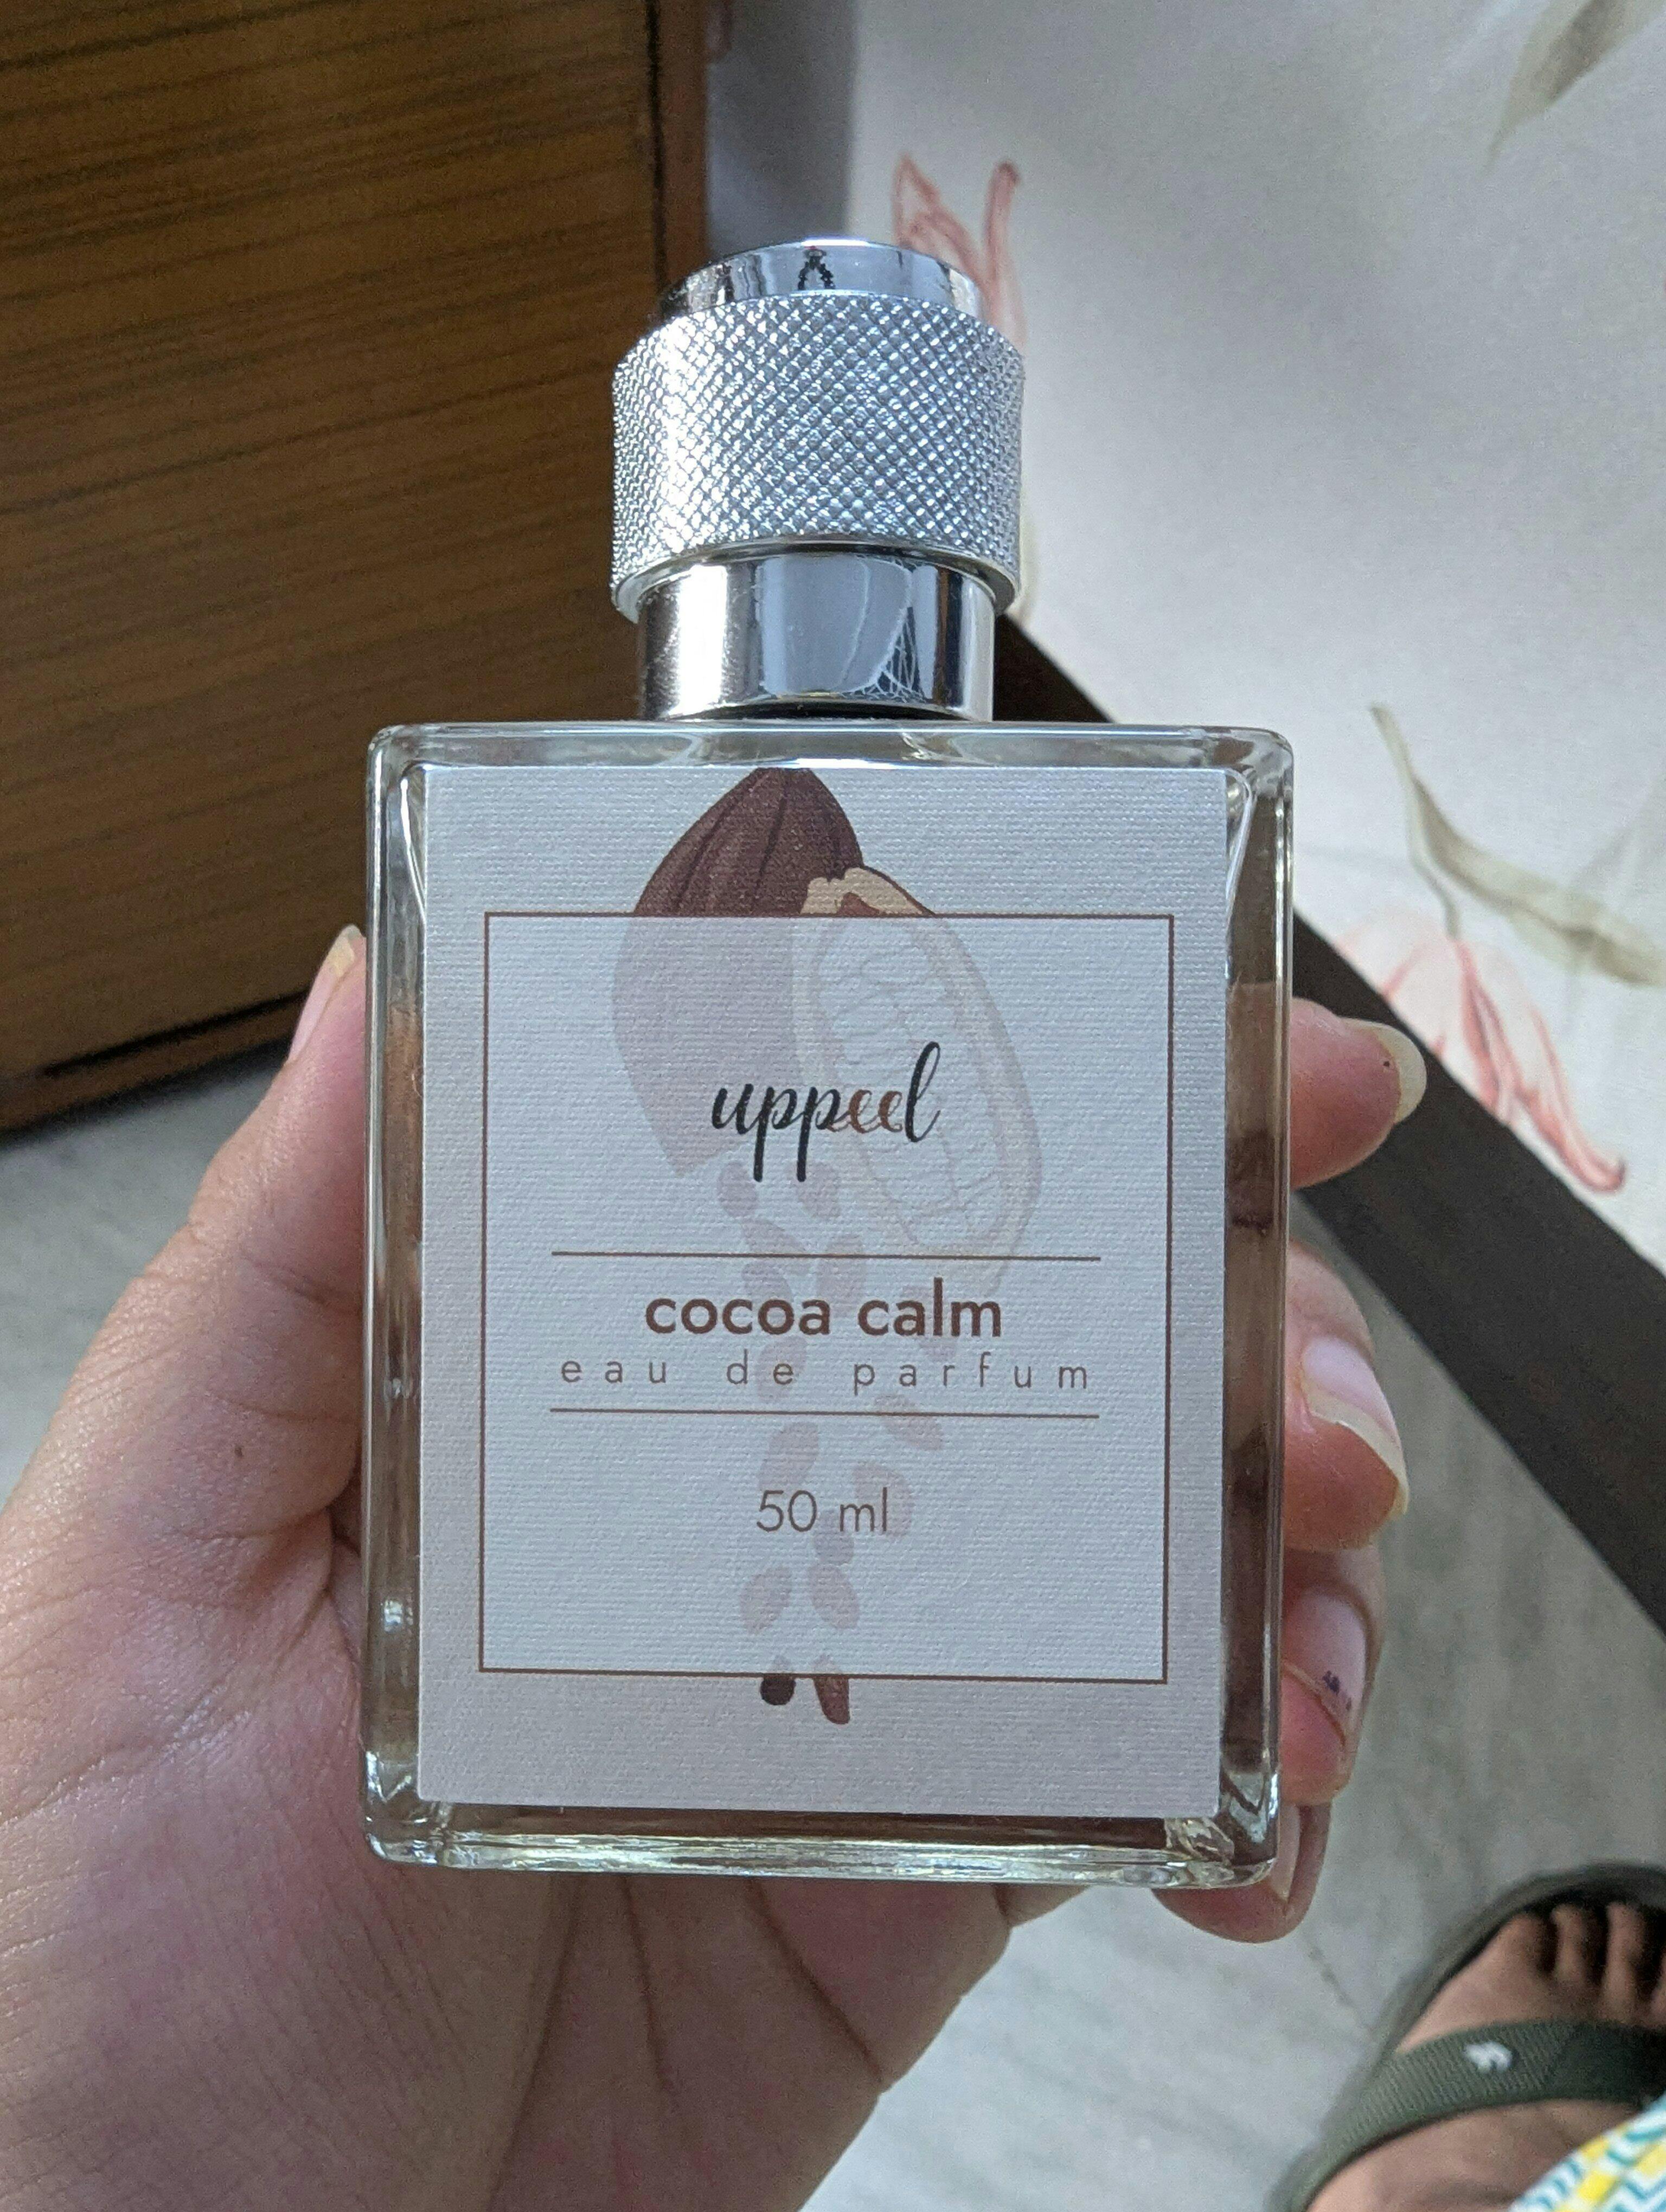 uppeel
cocoa calm
eau de parfum
50 ml